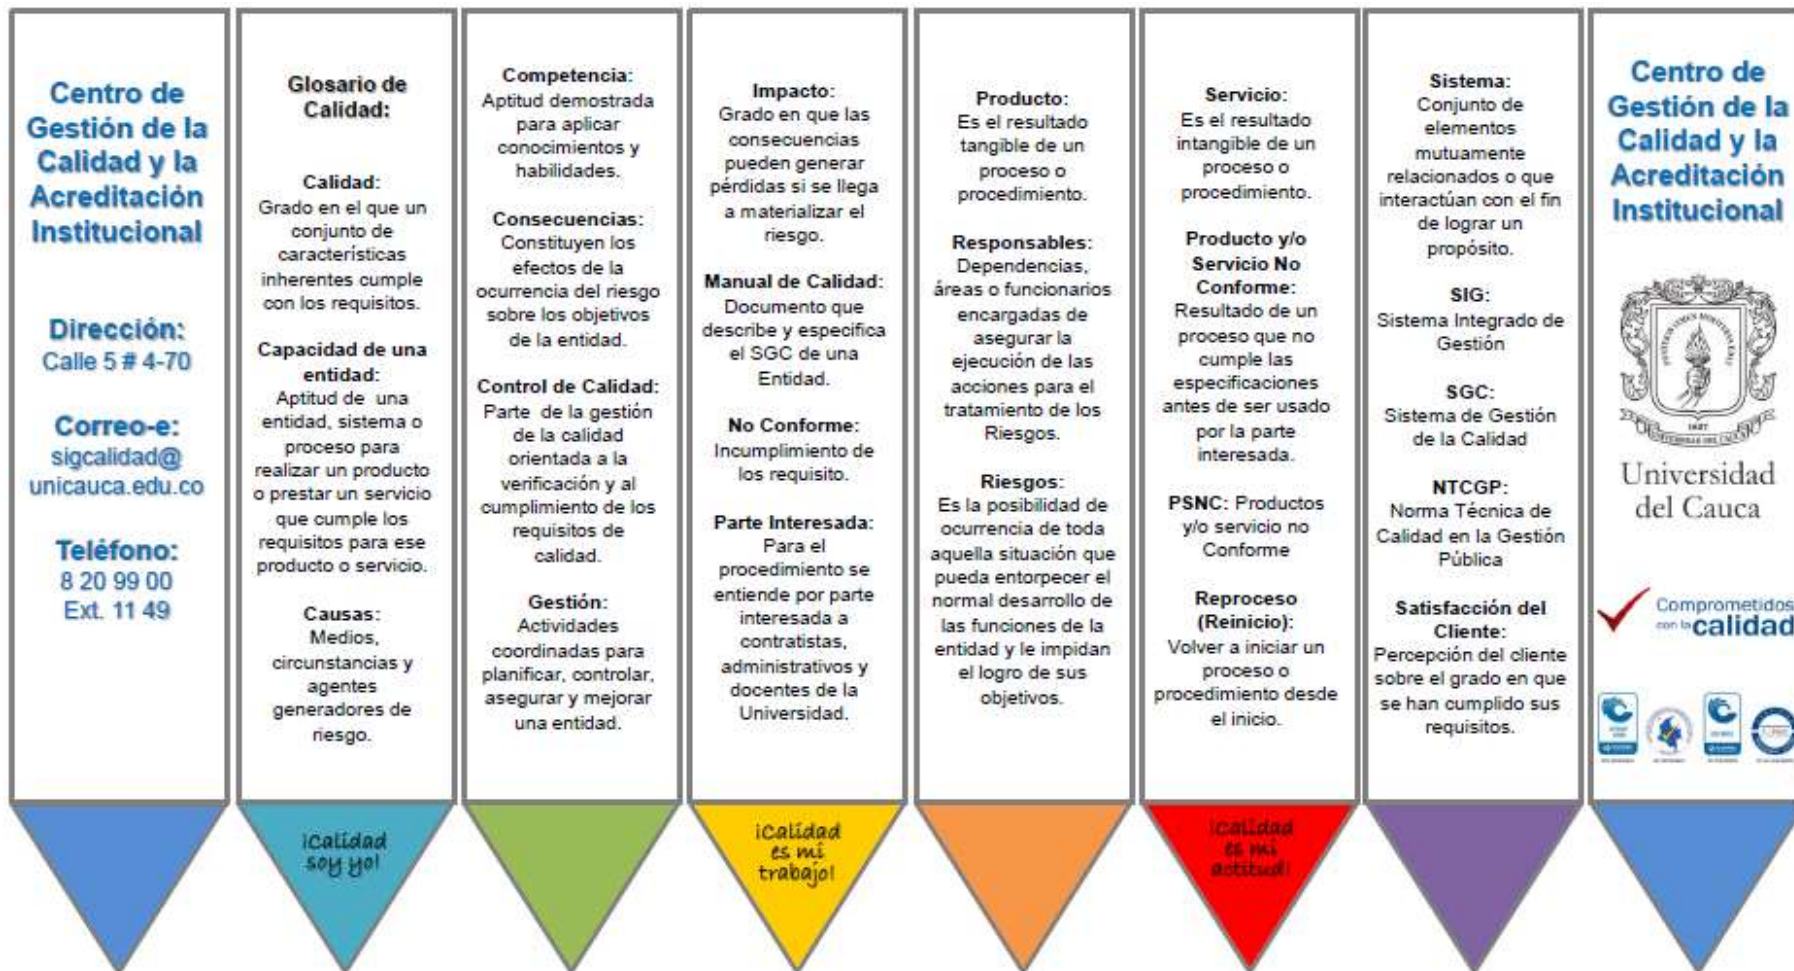 Centro de
Gestión de la
Calidad y la
Acreditación
Institucional
Dirección:
Calle 5 # 4-70
Correo-e:
sigcalidad@
unicauca.edu.co
Teléfono:
8 20 99 00
Ext. 11 49
Glosario de
Calidad:
Calidad:
Grado en el que un
conjunto de
características
inherentes cumple
con los requisitos.
Capacidad de una
entidad:
Aptitud de una
entidad, sistema o
proceso para
realizar un producto
o prestar un servicio
que cumple los
requisitos para ese
producto o servicio.
Causas:
Medios,
circunstancias y
agentes
generadores de
riesgo.
¡Calidad
soy yo!
Competencia:
Aptitud demostrada
para aplicar
conocimientos y
habilidades.
Consecuencias:
Constituyen los
efectos de la
ocurrencia del riesgo
sobre los objetivos
de la entidad.
Control de Calidad:
Parte de la gestión
de la calidad
orientada a la
verificación y al
cumplimiento de los
requisitos de
calidad.
Gestión:
Actividades
coordinadas para
planificar, controlar,
asegurar y mejorar
una entidad.
Impacto:
Grado en que las
consecuencias
pueden generar
pérdidas si se llega
a materializar el
riesgo.
Manual de Calidad:
Documento que
describe y especifica
el SGC de una
Entidad.
No Conforme:
Incumplimiento de
los requisito.
Parte Interesada:
Para el
procedimiento se
entiende por parte
interesada a
contratistas,
administrativos y
docentes de la
Universidad.
¡Calidad
es mi
trabajo!
Producto:
Es el resultado
tangible de un
proceso o
procedimiento.
Responsables:
Dependencias,
áreas o funcionarios
encargadas de
asegurar la
ejecución de las
acciones para el
tratamiento de los
Riesgos.
Riesgos:
Es la posibilidad de
ocurrencia de toda
aquella situación que
pueda entorpecer el
normal desarrollo de
las funciones de la
entidad y le impidan
el logro de sus
objetivos.
Servicio:
Es el resultado
intangible de un
proceso o
procedimiento.
Producto y/o
Servicio No
Conforme:
Resultado de un
proceso que no
cumple las
especificaciones
antes de ser usado
por la parte
interesada.
PSNC: Productos
y/o servicio no
Conforme
Reproceso
(Reinicio):
Volver a iniciar un
proceso o
procedimiento desde
el inicio.
¡Calidad
es mi
actitud!
Sistema:
Conjunto de
elementos
mutuamente
relacionados o que
interactúan con el fin
de lograr un
propósito.
SIG:
Sistema Integrado de
Gestión
SGC:
Sistema de Gestión
de la Calidad
NTCGP:
Norma Técnica de
Calidad en la Gestión
Pública
Satisfacción del
Cliente:
Percepción del cliente
sobre el grado en que
se han cumplido sus
requisitos.
Centro de
Gestión de la
Calidad y la
Acreditación
Institucional
1827
Universidad
del Cauca
Comprometidos
con la calidad